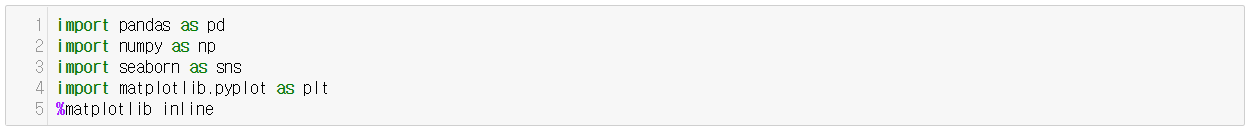 1 import pandas as pd
2 import numpy as np
3 import seaborn as sns
4 import matplotlib.pyplot as plt
5 %matplotlib inline